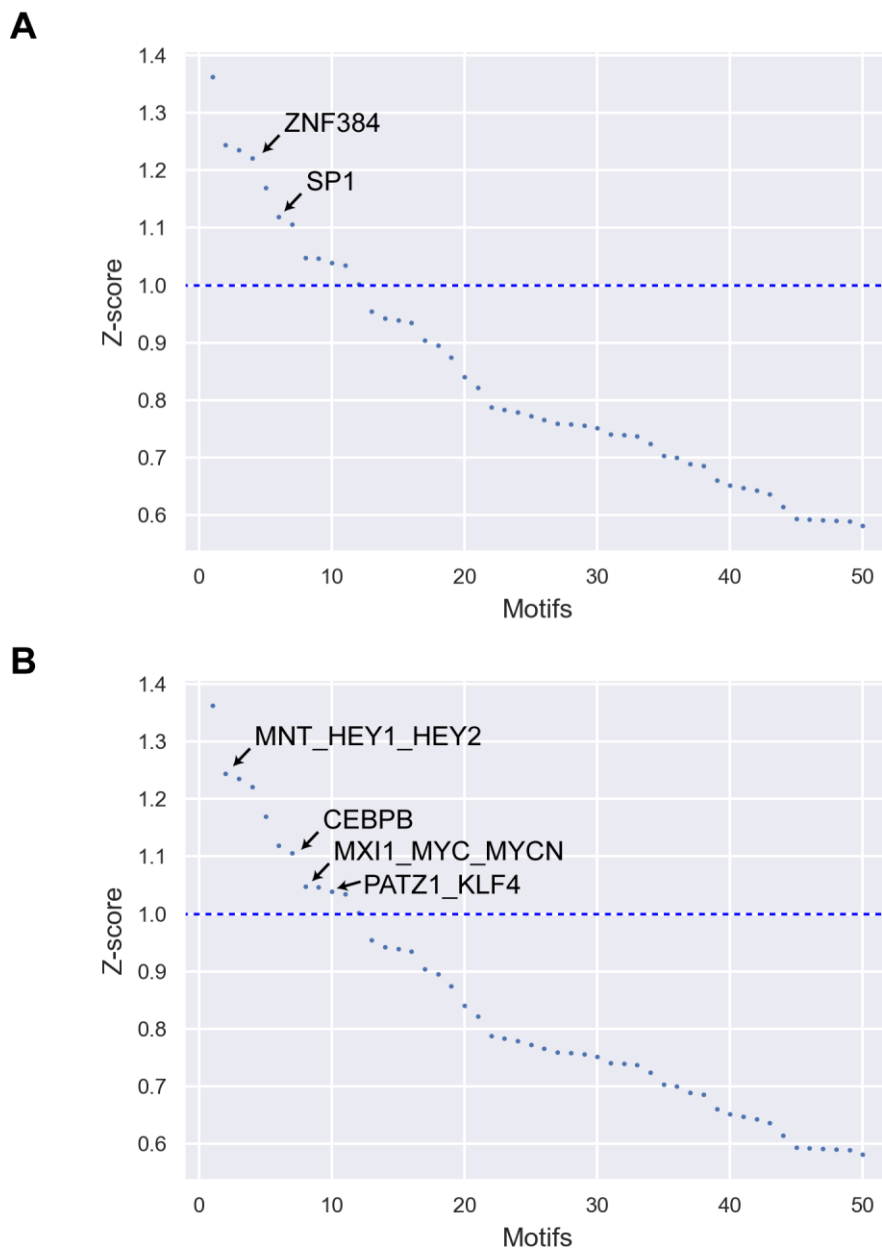 A
1.4
1.3
ZNF384
1.2
SP1
1.1
Z-score
1.0
0.9
0.8
0.7
0.6
0 10 20 30 40 50
Motifs
B
1.4
MNT_HEY1_HEY2
1.3
1.2
CEBPB
1.1
MXI1_MYC_MYCN
PATZ1_KLF4
Z-score
1.0
0.9
0.8
0.7
0.6
0 10 20 30 40 50
Motifs